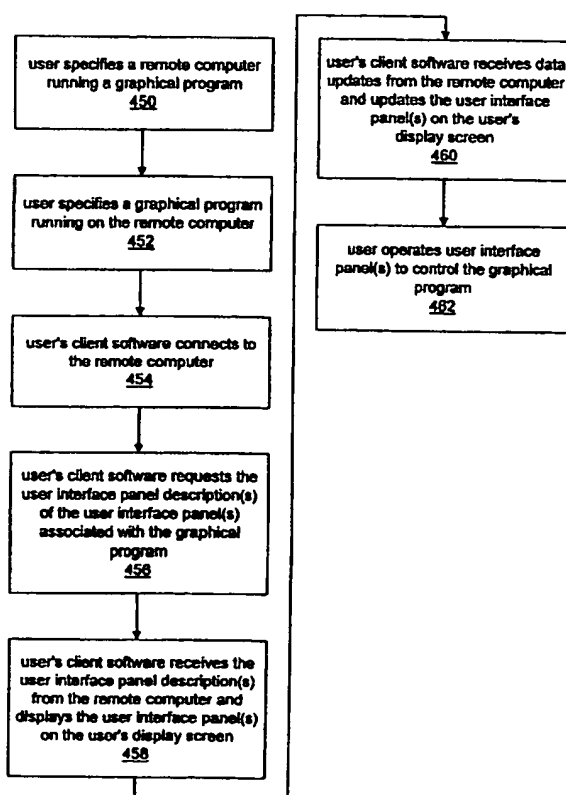 user specifies a remote computer
running a graphical program
450
user specifies a graphical program
running on the remote computer
452
user's client software connects to
the remote computer
454
user's client software requests the
user interface panel description(s)
of the user interface panel(s)
associated with the graphical
program
456
user's client software receives the
user interface panel description(s)
from the remote computer and
displays the user interface panel(s)
on the user's display screen
458
user's client software receives data
updates from the remote computer
and updates the user interface
panel(s) on the user's
display screen
460
user operates user interface
panel(s) to control the graphical
program
462